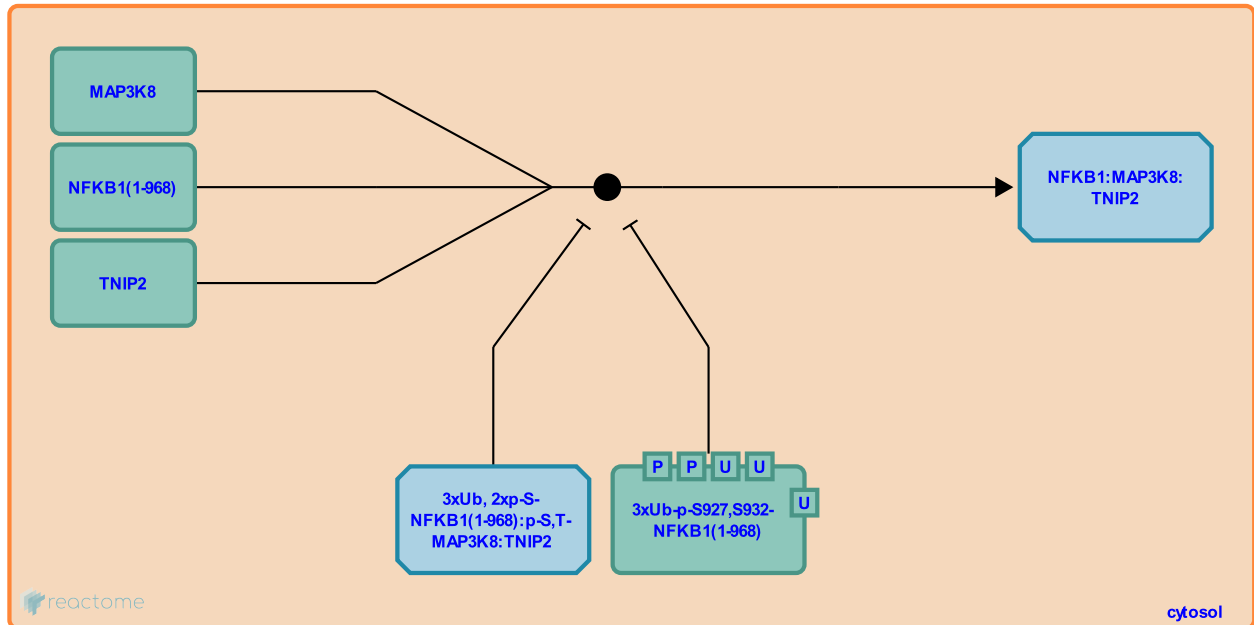 MAP3K8
NFKB1(1-968)
TNIP2
NFKB1:MAP3K8:
TNIP2
3xUb, 2xp-S-
NFKB1(1-968):p-S,T-
MAP3K8:TNIP2
P P U U
U
3xUb-p-S927,S932-
NFKB1(1-968)
reactome
cytosol